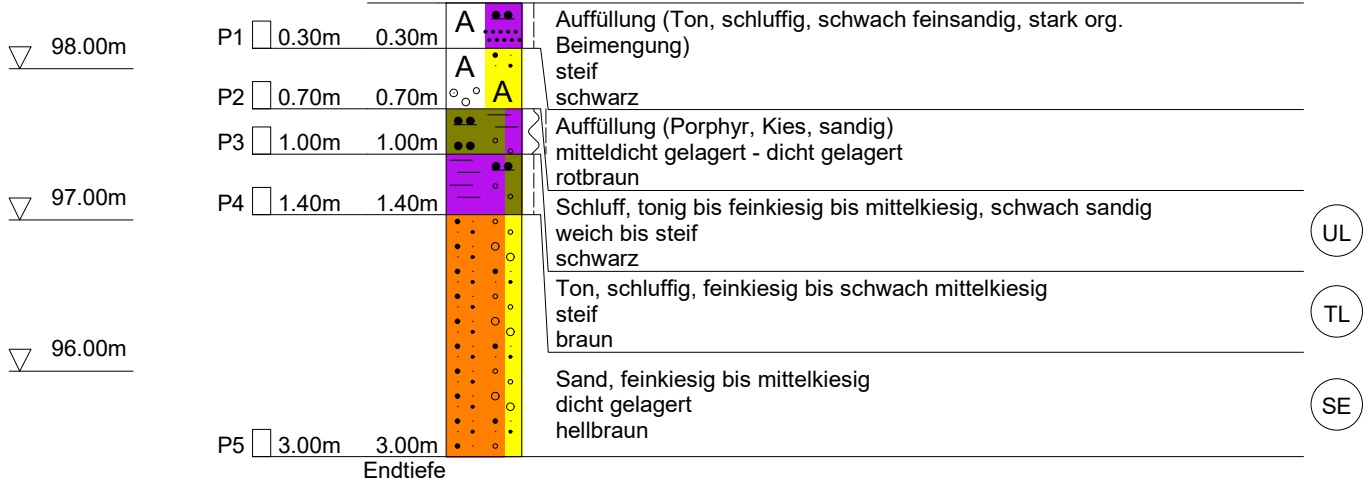 98.00m
97.00m
96.00m
P1 0.30m 0.30m
P2 0.70m 0.70m
P3 1.00m 1.00m
P4 1.40m 1.40m
P5 3.00m 3.00m
Endtiefe
A
A
A
Auffüllung (Ton, schluffig, schwach feinsandig, stark org.
Beimengung)
steif
schwarz
Auffüllung (Porphyr, Kies, sandig)
mitteldicht gelagert - dicht gelagert
rotbraun
Schluff, tonig bis feinkiesig bis mittelkiesig, schwach sandig
weich bis steif
schwarz
UL
Ton, schluffig, feinkiesig bis schwach mittelkiesig
steif
braun
TL
Sand, feinkiesig bis mittelkiesig
dicht gelagert
hellbraun
SE